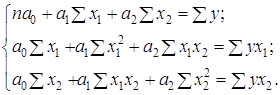 na₀ + a₁∑x₁ + a₂∑x₂ = ∑y;
a₀∑x₁ + a₁∑x₁² + a₂∑x₁x₂ = ∑yx₁;
a₀∑x₂ + a₁∑x₁x₂ + a₂∑x₂² = ∑yx₂.